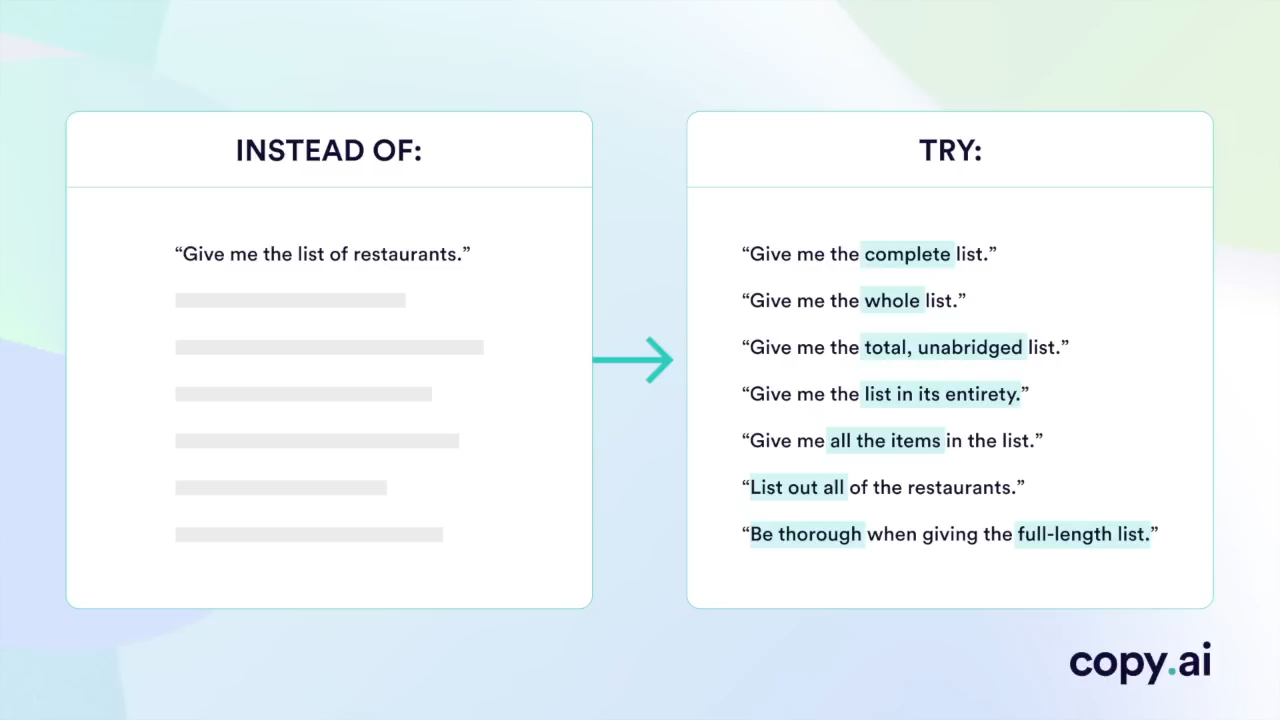 INSTEAD OF:
“Give me the list of restaurants.”
TRY:
“Give me the complete list.”
“Give me the whole list.”
“Give me the total, unabridged list.”
“Give me the list in its entirety.”
“Give me all the items in the list.”
“List out all of the restaurants.”
“Be thorough when giving the full-length list.”
copy.ai